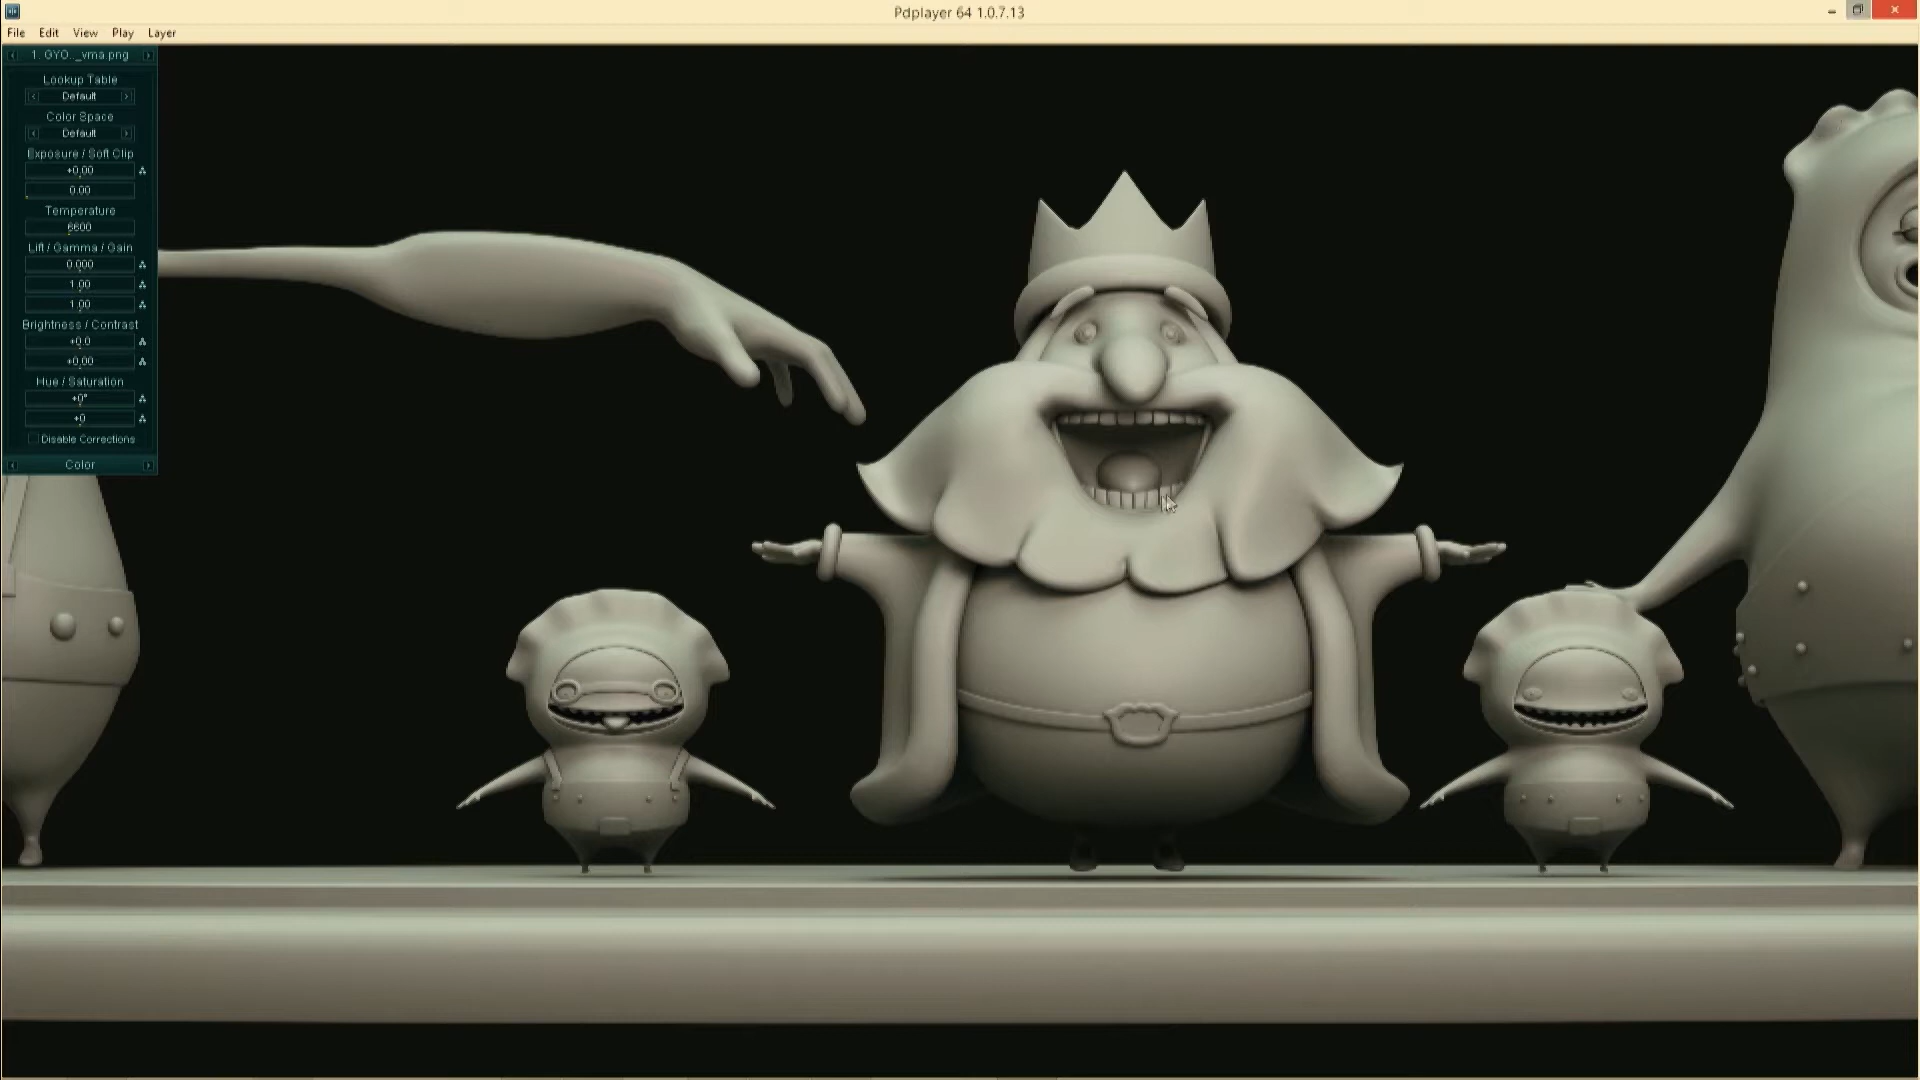 Pdplayer 64 1.0.7.13
File Edit View Play Layer
1. GYO..._vma.png
Lookup Table
Default
Color Space
Default
Exposure / Soft Clip
+0.00
0.00
Temperature
6600
Lift / Gamma / Gain
0.000
1.00
1.00
Brightness / Contrast
+0.0
+0.00
Hue / Saturation
+0°
+0
Disable Corrections
Color